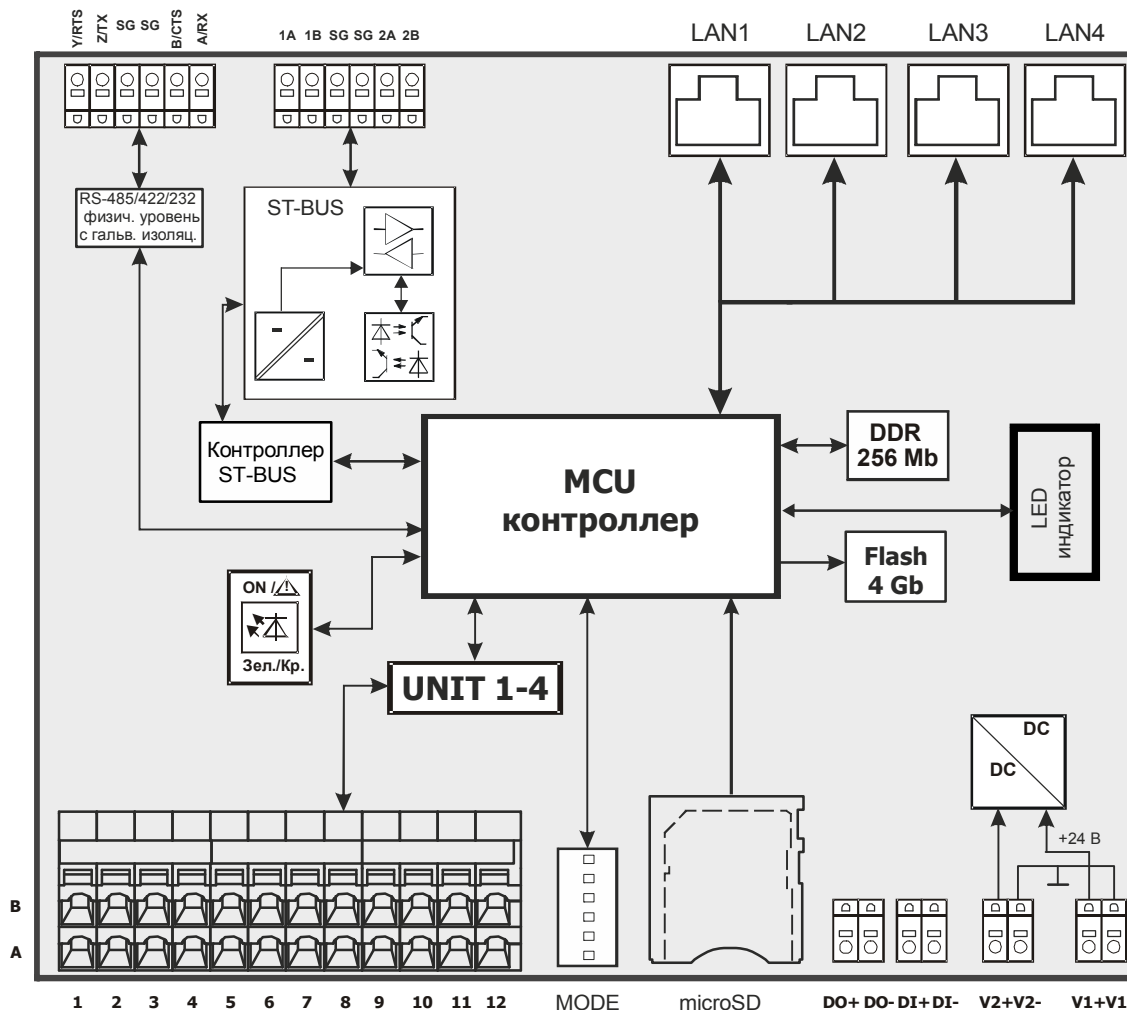 Y/RTS Z/TX SG SG B/CTS A/RX
1A 1B SG SG 2A 2B
LAN1 LAN2 LAN3 LAN4
RS-485/422/232
физич. уровень
с гальв. изоляц.
ST-BUS
Контроллер
ST-BUS
MCU
контроллер
DDR
256 Mb
LED
индикатор
Flash
4 Gb
ON /
Зел./Кр.
UNIT 1-4
DC
DC
+24 В
B
A
1 2 3 4 5 6 7 8 9 10 11 12
MODE
microSD
DO+ DO- DI+ DI- V2+ V2- V1+ V1